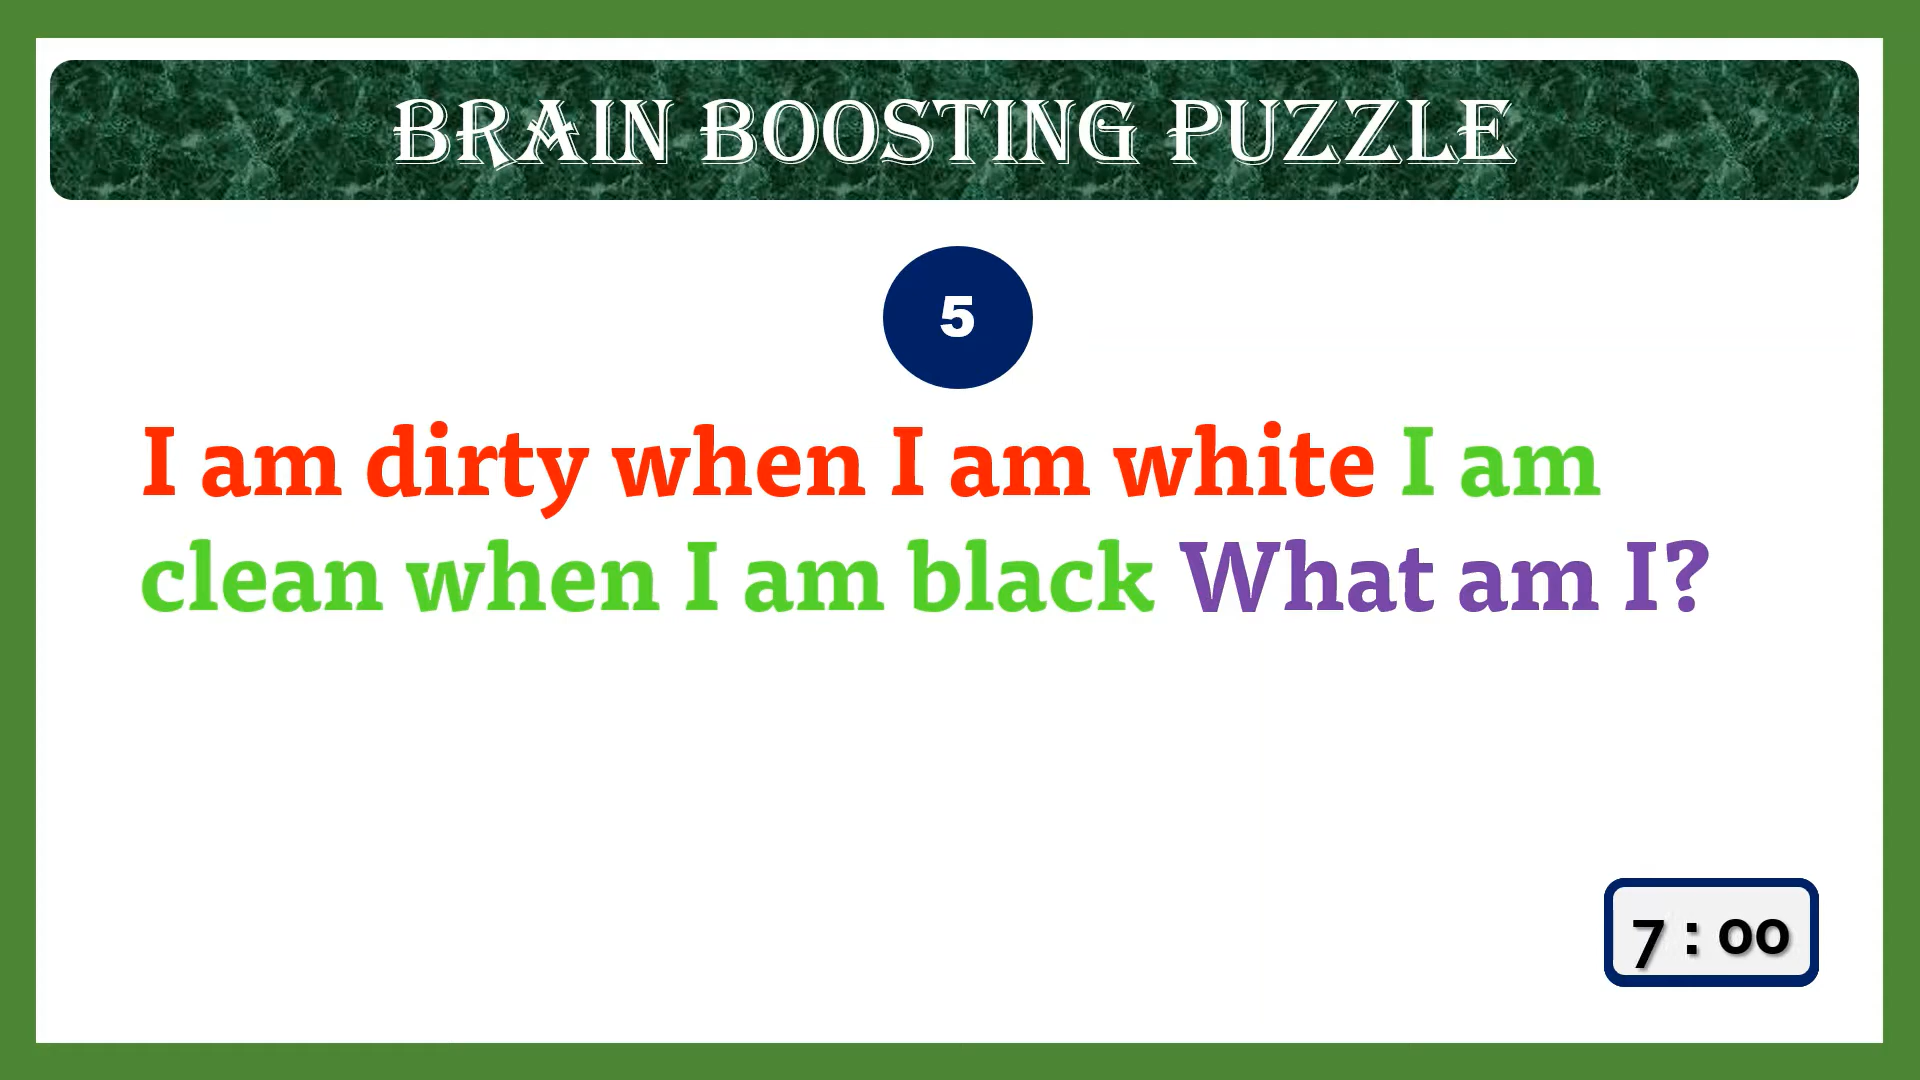 BRAIN BOOSTING PUZZLE
5
I am dirty when I am white I am
clean when I am black What am I?
7 : 00